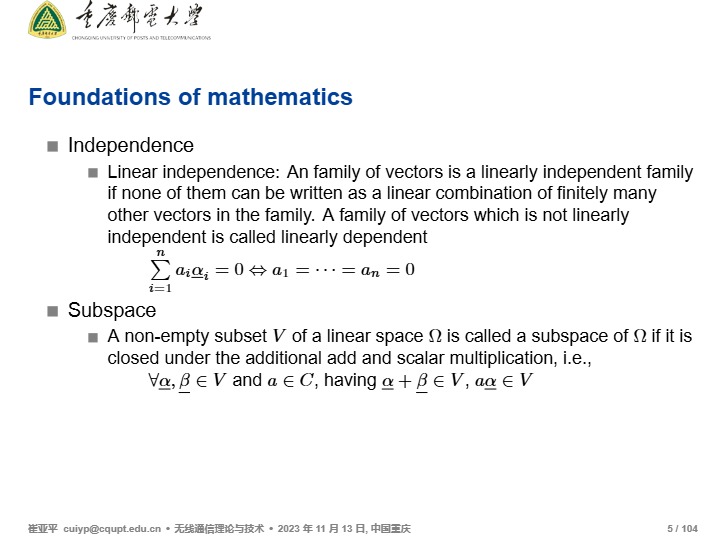 重慶郵電大學
CHONGQING UNIVERSITY OF POSTS AND TELECOMMUNICATIONS
Foundations of mathematics
Independence
Linear independence: An family of vectors is a linearly independent family
if none of them can be written as a linear combination of finitely many
other vectors in the family. A family of vectors which is not linearly
independent is called linearly dependent
∑_{i=1}^{n} a_i α̲_i = 0 ⇔ a_1 = ⋯ = a_n = 0
Subspace
A non-empty subset V of a linear space Ω is called a subspace of Ω if it is
closed under the additional add and scalar multiplication, i.e.,
∀α̲, β̲ ∈ V and a ∈ C, having α̲ + β̲ ∈ V, aα̲ ∈ V
崔亚平 cuiyp@cqupt.edu.cn • 无线通信理论与技术 • 2023 年 11 月 13 日, 中国重庆 5 / 104